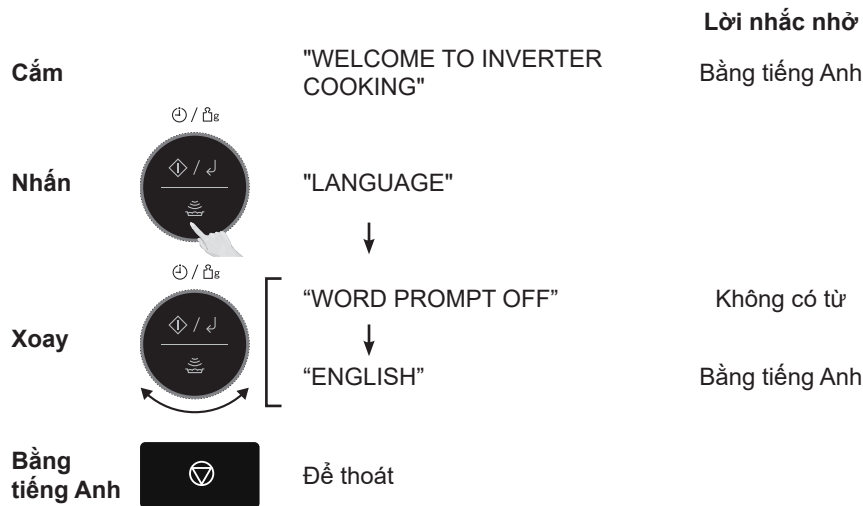 Lời nhắc nhở
Cắm
"WELCOME TO INVERTER
COOKING"
Bằng tiếng Anh
/ g
Nhấn
/
"LANGUAGE"
/ g
Xoay
/
“WORD PROMPT OFF”
Không có từ
“ENGLISH”
Bằng tiếng Anh
Bằng
tiếng Anh
Để thoát